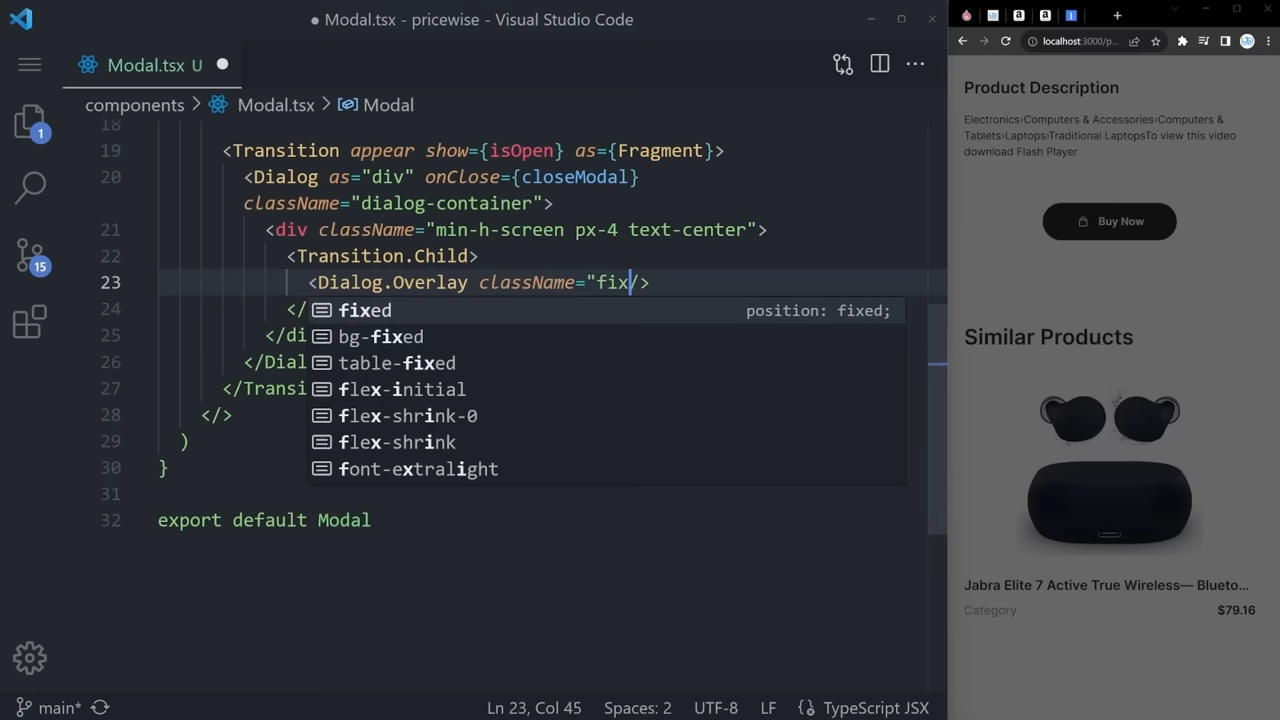 ● Modal.tsx - pricewise - Visual Studio Code
Modal.tsx U
components > Modal.tsx > Modal
18
19 <Transition appear show={isOpen} as={Fragment}>
20 <Dialog as="div" onClose={closeModal}
className="dialog-container">
21 <div className="min-h-screen px-4 text-center">
22 <Transition.Child>
23 <Dialog.Overlay className="fix/>
24 </
fixed position: fixed;
25 </di
bg-fixed
26 </Dial
table-fixed
27 </Transi
flex-initial
28 </>
flex-shrink-0
29 )
flex-shrink
30 }
font-extralight
31
32 export default Modal
1
15
main*
Ln 23, Col 45
Spaces: 2
UTF-8
LF
TypeScript JSX
localhost:3000/p...
Product Description
Electronics›Computers & Accessories›Computers &
Tablets›Laptops›Traditional LaptopsTo view this video
download Flash Player
Buy Now
Similar Products
Jabra Elite 7 Active True Wireless— Blueto...
Category $79.16